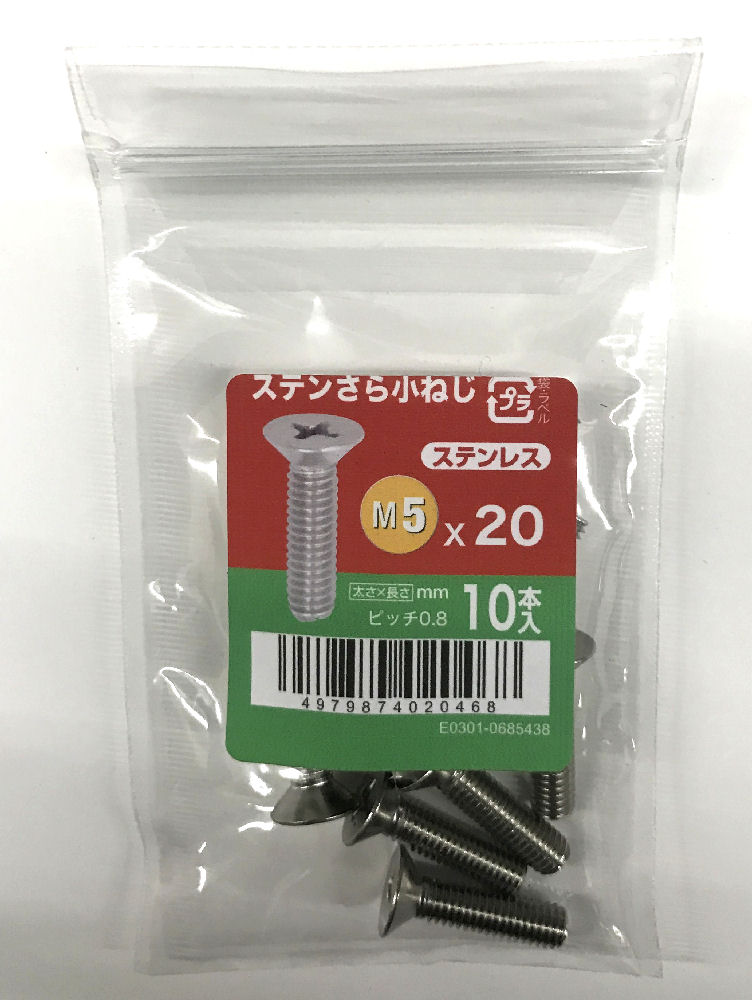 ステンさら小ねじ
プラ
袋・ラベル
ステンレス
M5 x 20
太さ×長さ mm
ピッチ0.8
10本入
4979874020468
E0301-0685438